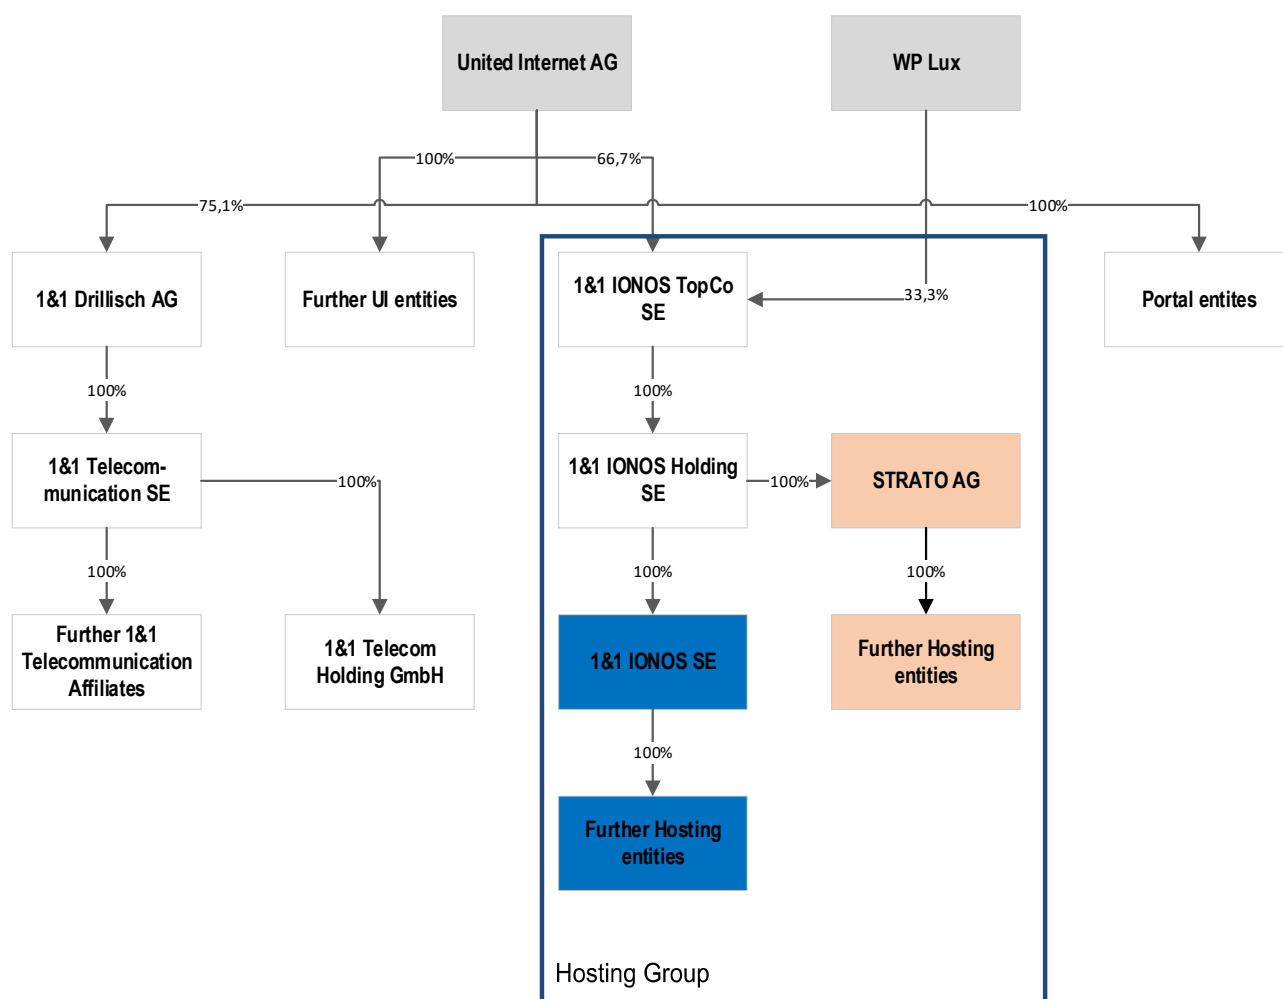 United Internet AG
WP Lux
100%
66,7%
75,1%
100%
1&1 Drillisch AG
Further UI entities
1&1 IONOS TopCo
SE
33,3%
Portal entites
100%
100%
1&1 Telecom-
munication SE
100%
1&1 IONOS Holding
SE
100%
STRATO AG
100%
100%
100%
Further 1&1
Telecommunication
Affiliates
1&1 Telecom
Holding GmbH
1&1 IONOS SE
Further Hosting
entities
100%
Further Hosting
entities
Hosting Group